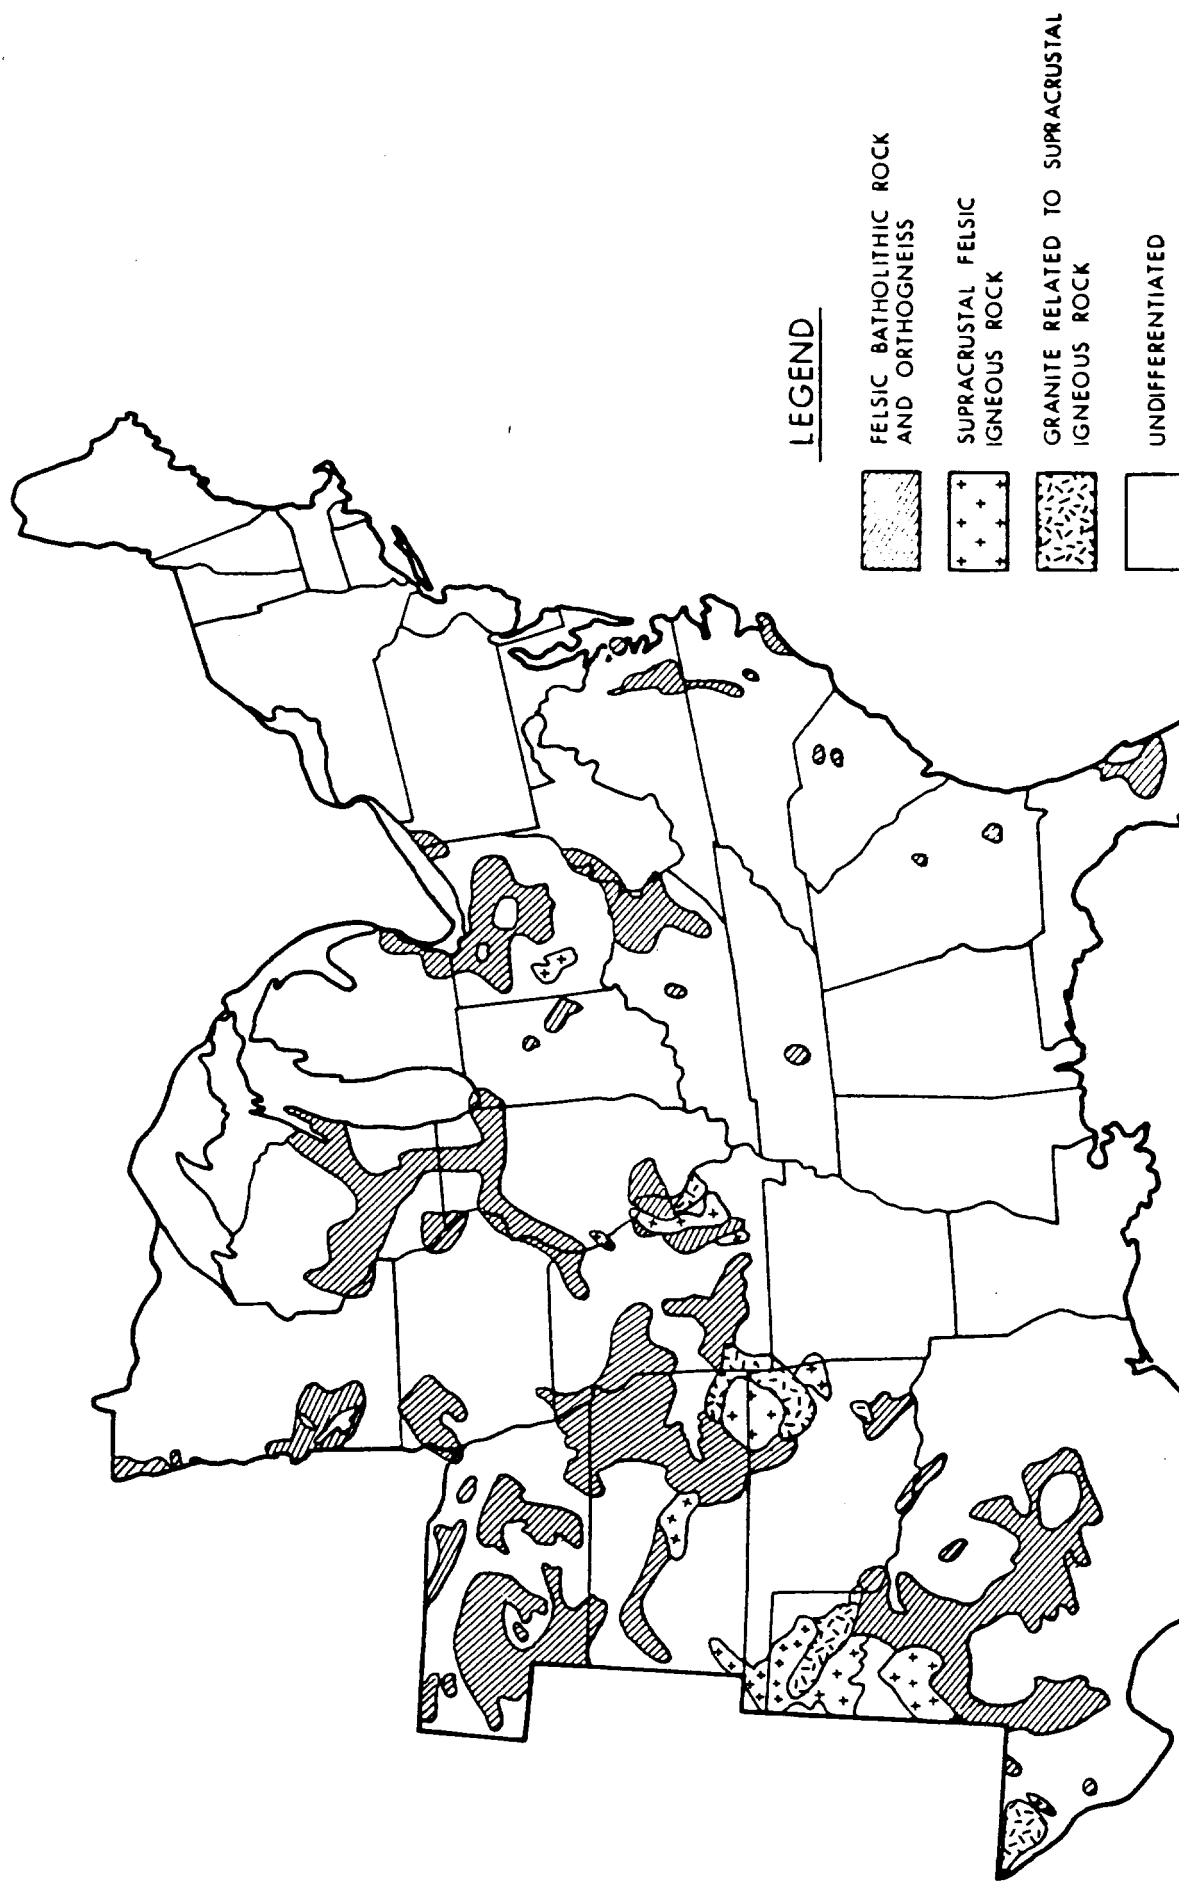 LEGEND
FELSIC BATHOLITHIC ROCK
AND ORTHOGNEISS
SUPRACRUSTAL FELSIC
IGNEOUS ROCK
GRANITE RELATED TO SUPRACRUSTAL
IGNEOUS ROCK
UNDIFFERENTIATED